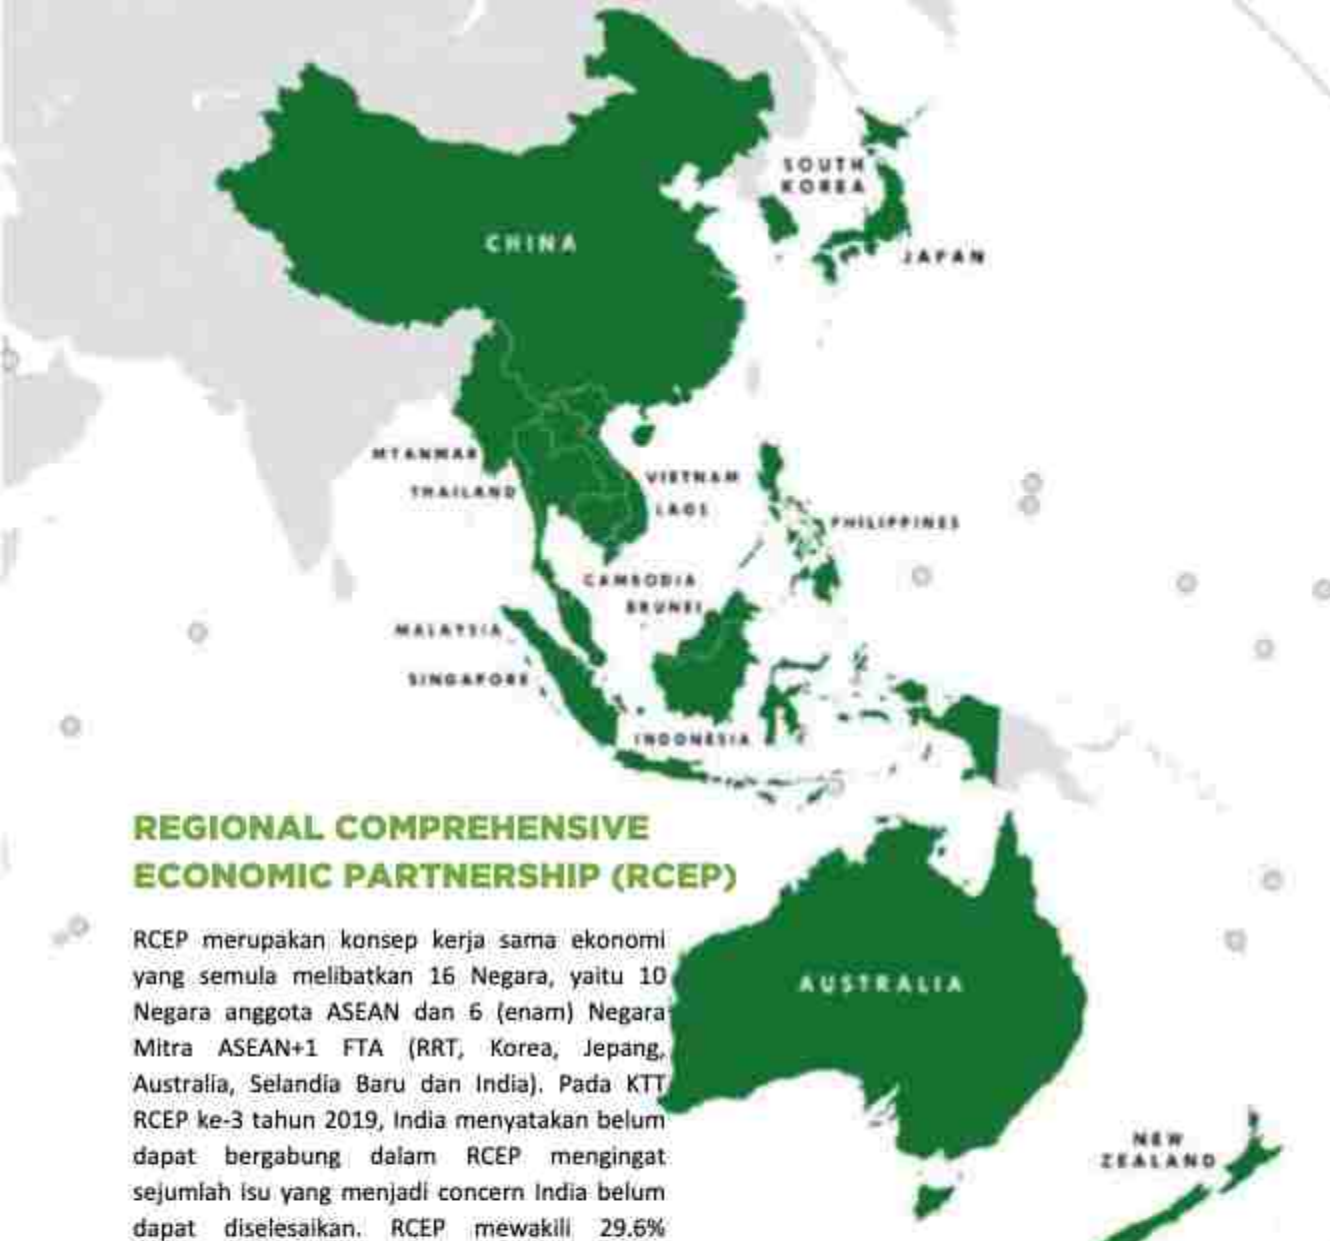 SOUTH
KOREA
CHINA
JAPAN
MYANMAR
VIETNAM
THAILAND
LAOS
PHILIPPINES
CAMBODIA
BRUNEI
MALAYSIA
SINGAPORE
INDONESIA
REGIONAL COMPREHENSIVE
ECONOMIC PARTNERSHIP (RCEP)
RCEP merupakan konsep kerja sama ekonomi
yang semula melibatkan 16 Negara, yaitu 10
Negara anggota ASEAN dan 6 (enam) Negara
Mitra ASEAN+1 FTA (RRT, Korea, Jepang,
Australia, Selandia Baru dan India). Pada KTT
RCEP ke-3 tahun 2019, India menyatakan belum
dapat bergabung dalam RCEP mengingat
sejumlah isu yang menjadi concern India belum
dapat diselesaikan. RCEP mewakili 29.6%
AUSTRALIA
NEW
ZEALAND